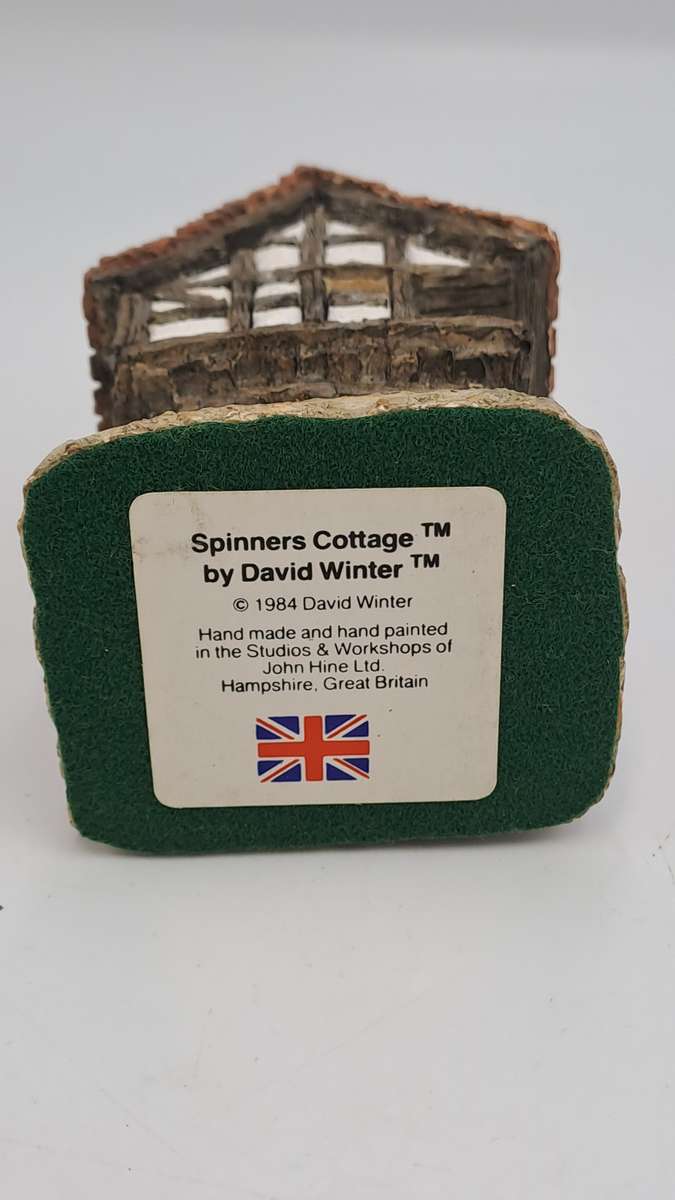 Spinners Cottage ™
by David Winter ™
© 1984 David Winter
Hand made and hand painted
in the Studios & Workshops of
John Hine Ltd.
Hampshire, Great Britain